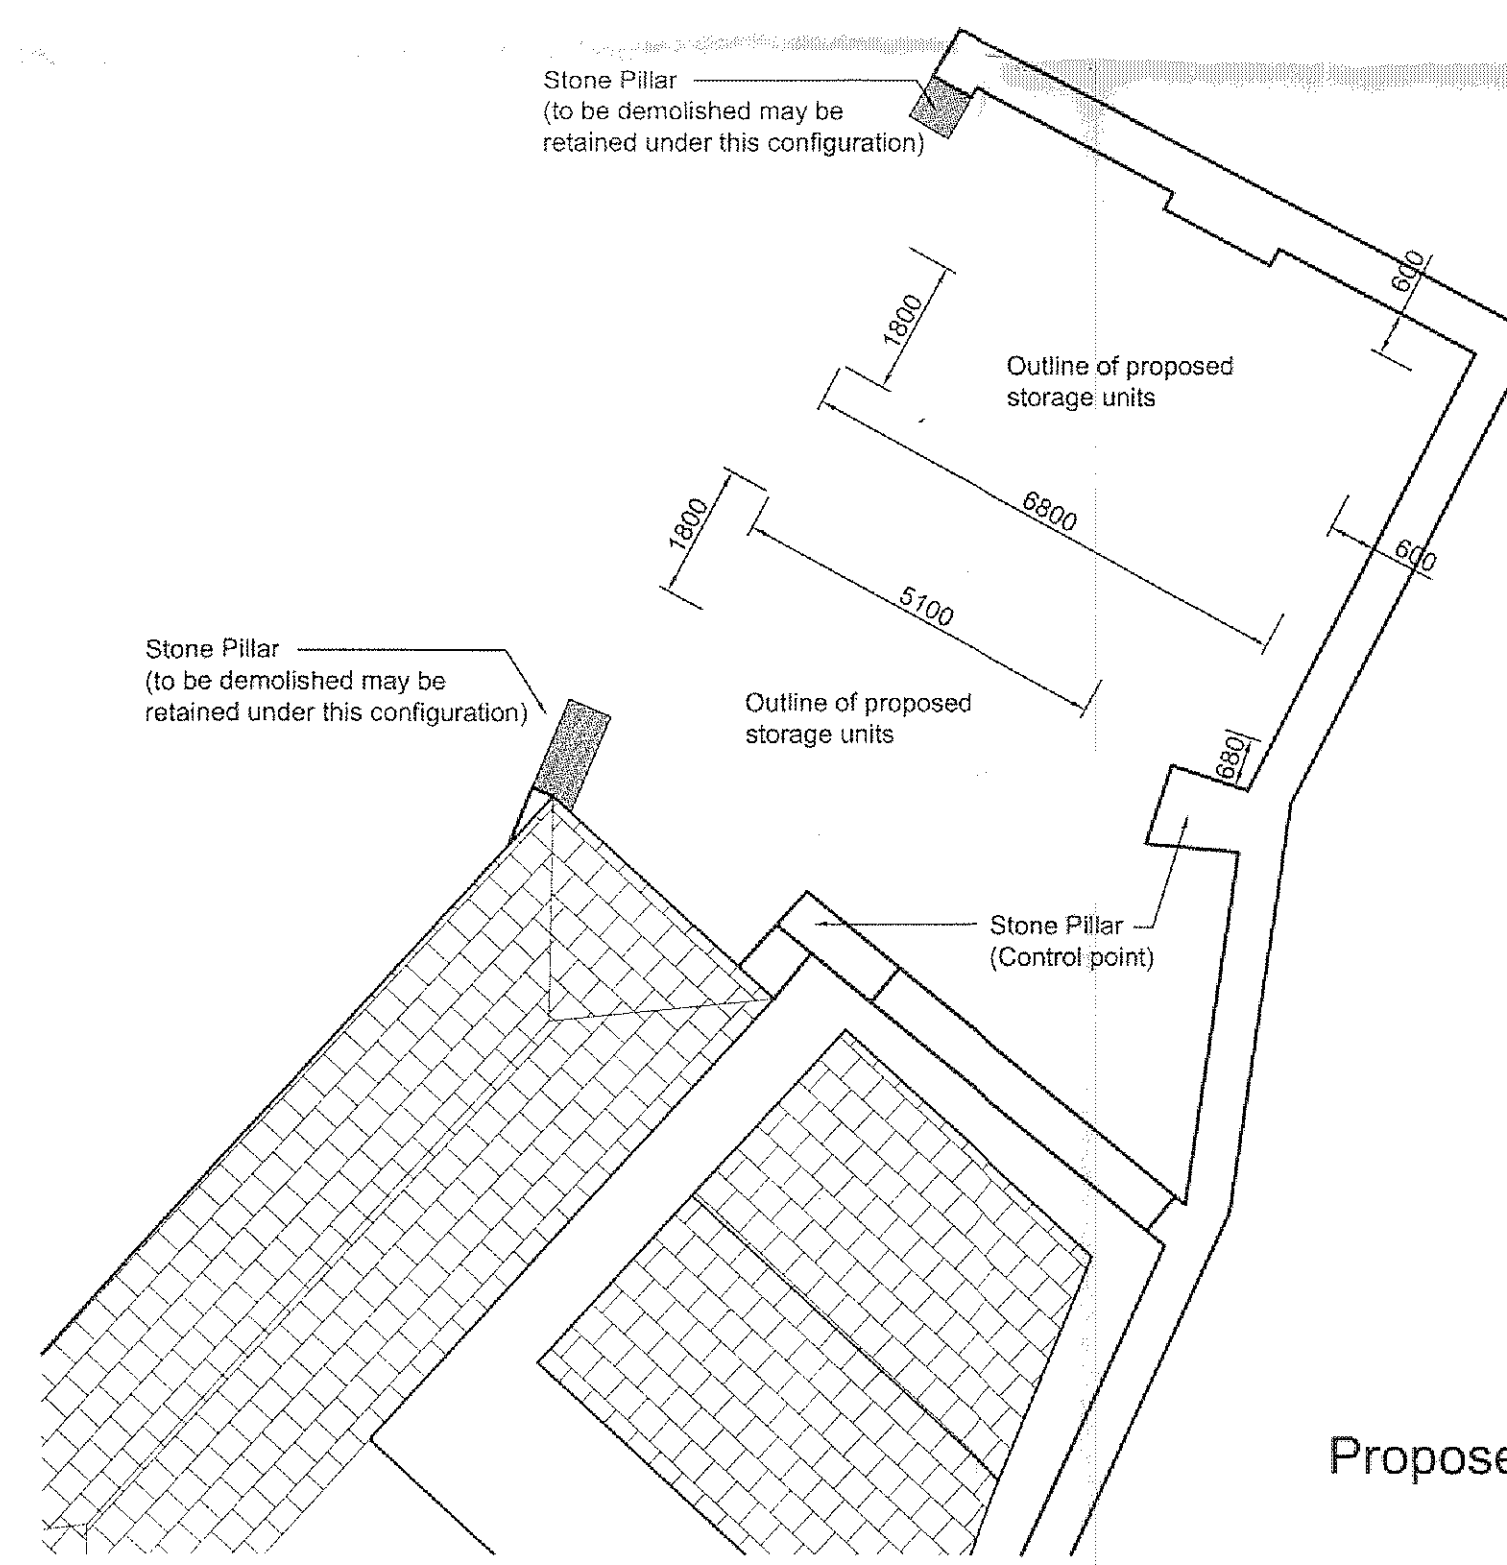 Stone Pillar
(to be demolished may be
retained under this configuration)
600
1800
Outline of proposed
storage units
6800
1800
600
5100
Stone Pillar
(to be demolished may be
retained under this configuration)
Outline of proposed
storage units
680
Stone Pillar
(Control point)
Propose